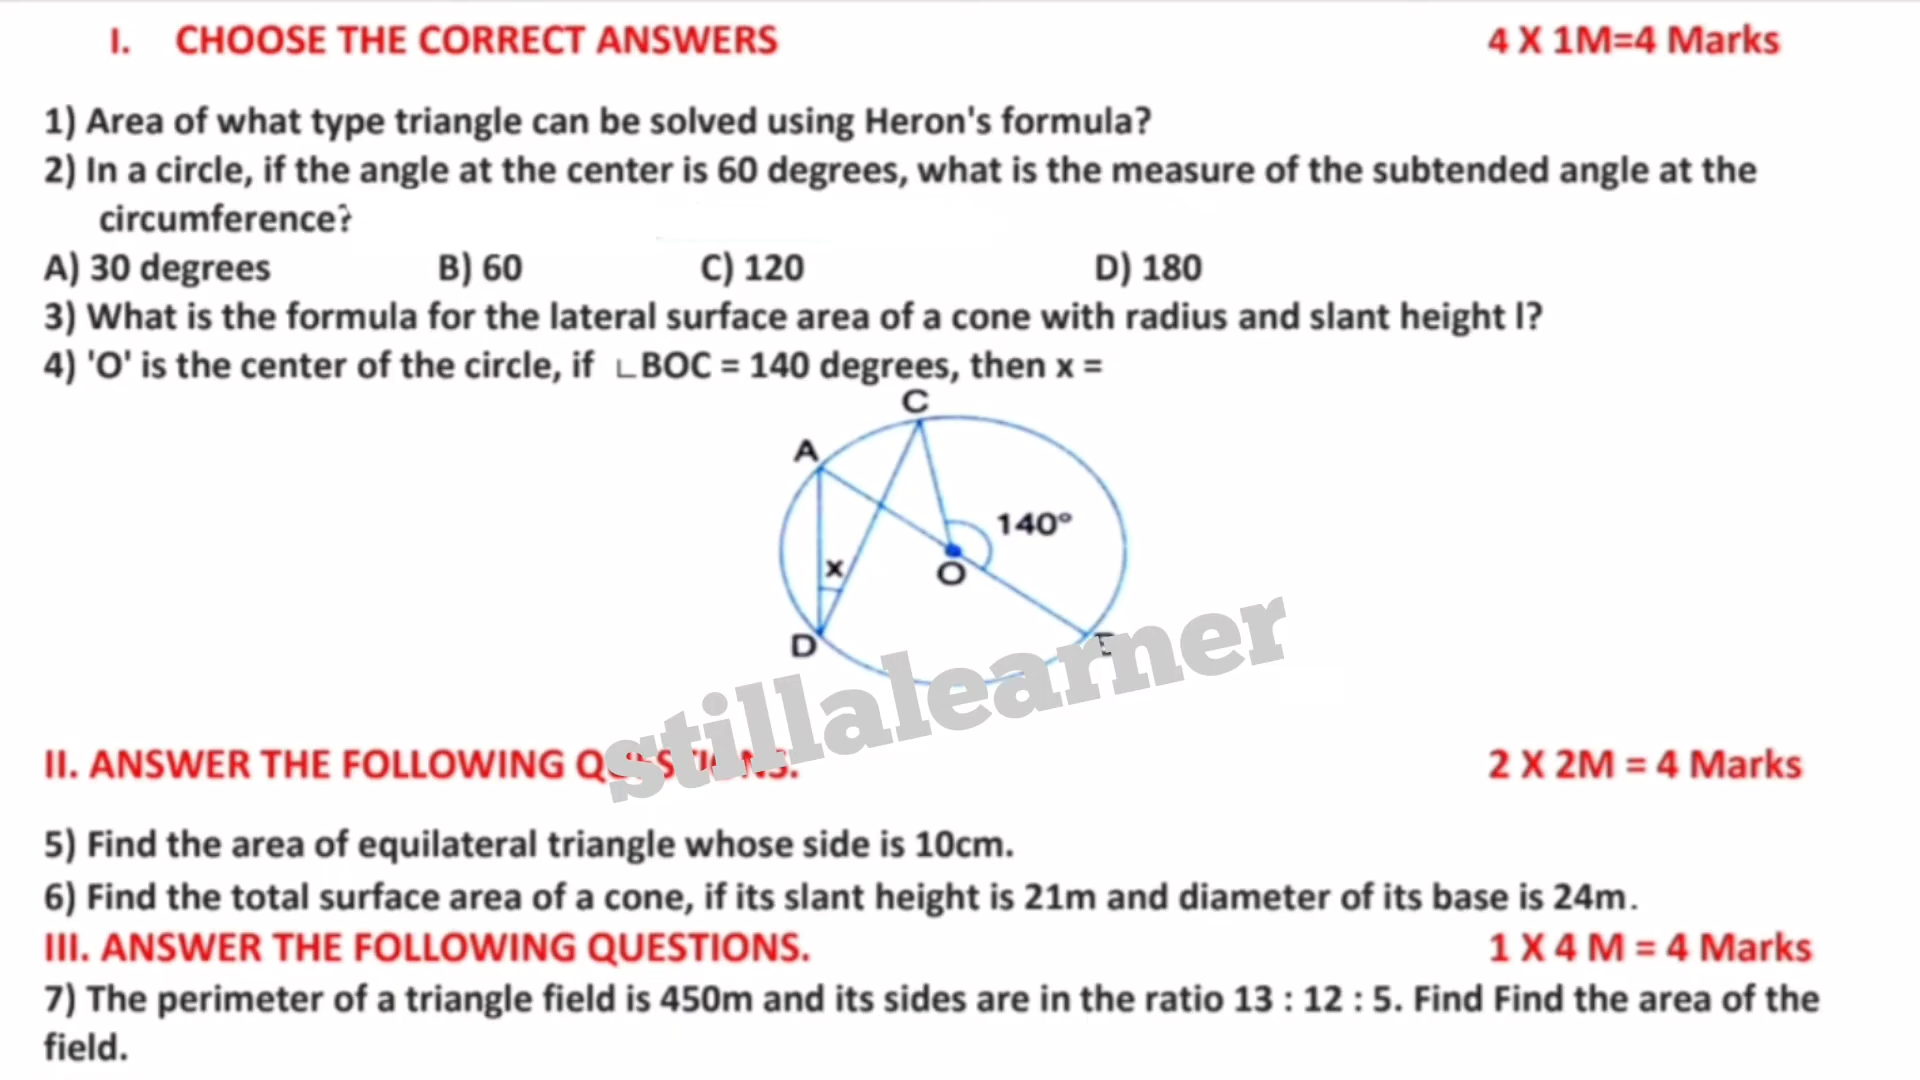 I. CHOOSE THE CORRECT ANSWERS 4 X 1M=4 Marks
1) Area of what type triangle can be solved using Heron's formula?
2) In a circle, if the angle at the center is 60 degrees, what is the measure of the subtended angle at the
circumference?
A) 30 degrees B) 60 C) 120 D) 180
3) What is the formula for the lateral surface area of a cone with radius and slant height l?
4) 'O' is the center of the circle, if ∟BOC = 140 degrees, then x =
C
A
140°
x
O
D
stillalearner
II. ANSWER THE FOLLOWING 2 X 2M = 4 Marks
5) Find the area of equilateral triangle whose side is 10cm.
6) Find the total surface area of a cone, if its slant height is 21m and diameter of its base is 24m.
III. ANSWER THE FOLLOWING QUESTIONS. 1 X 4 M = 4 Marks
7) The perimeter of a triangle field is 450m and its sides are in the ratio 13 : 12 : 5. Find Find the area of the
field.